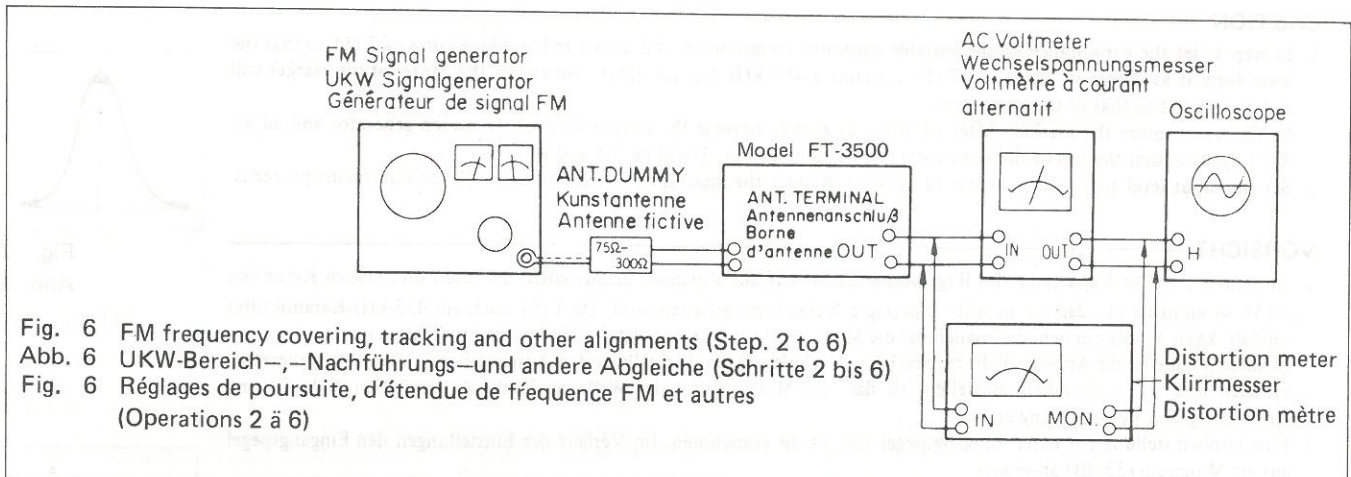 FM Signal generator
UKW Signalgenerator
Générateur de signal FM
AC Voltmeter
Wechselspannungsmesser
Voltmètre à courant
alternatif
Oscilloscope
Model FT-3500
ANT.DUMMY
Kunstantenne
Antenne fictive
75Ω-
300Ω
ANT. TERMINAL
Antennenanschluß
Borne
d'antenne OUT
IN OUT
H
Fig. 6 FM frequency covering, tracking and other alignments (Step. 2 to 6)
Abb. 6 UKW-Bereich–,–Nachführungs–und andere Abgleiche (Schritte 2 bis 6)
Fig. 6 Réglages de poursuite, d'étendue de fréquence FM et autres
(Operations 2 ä 6)
IN MON.
Distortion meter
Klirrmesser
Distortion mètre